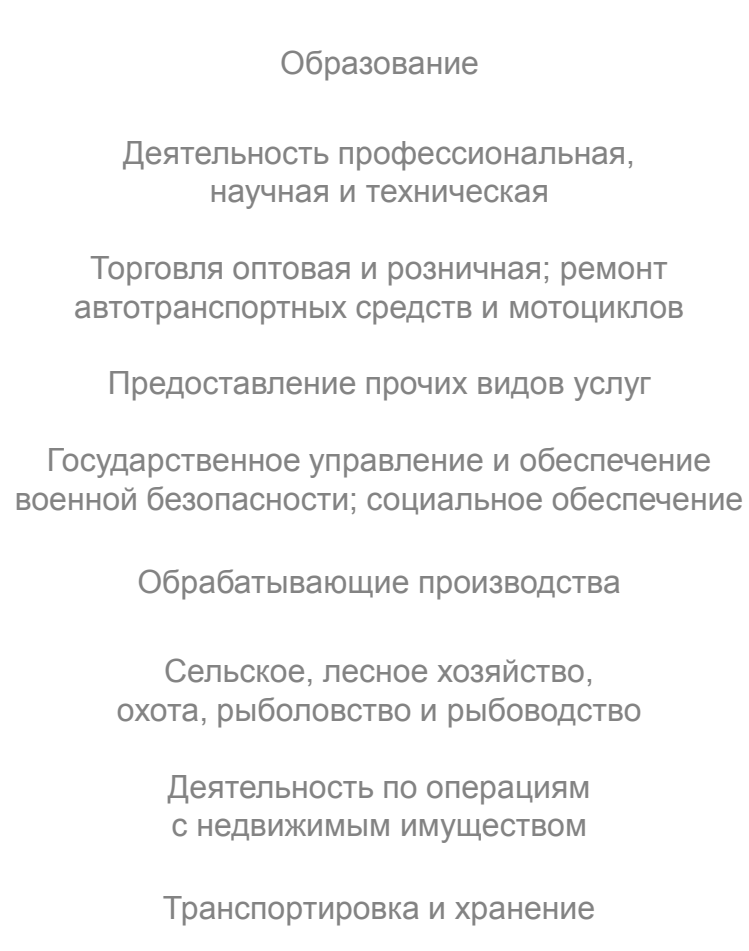 Образование
Деятельность профессиональная,
научная и техническая
Торговля оптовая и розничная; ремонт
автотранспортных средств и мотоциклов
Предоставление прочих видов услуг
Государственное управление и обеспечение
военной безопасности; социальное обеспечение
Обрабатывающие производства
Сельское, лесное хозяйство,
охота, рыболовство и рыбоводство
Деятельность по операциям
с недвижимым имуществом
Транспортировка и хранение